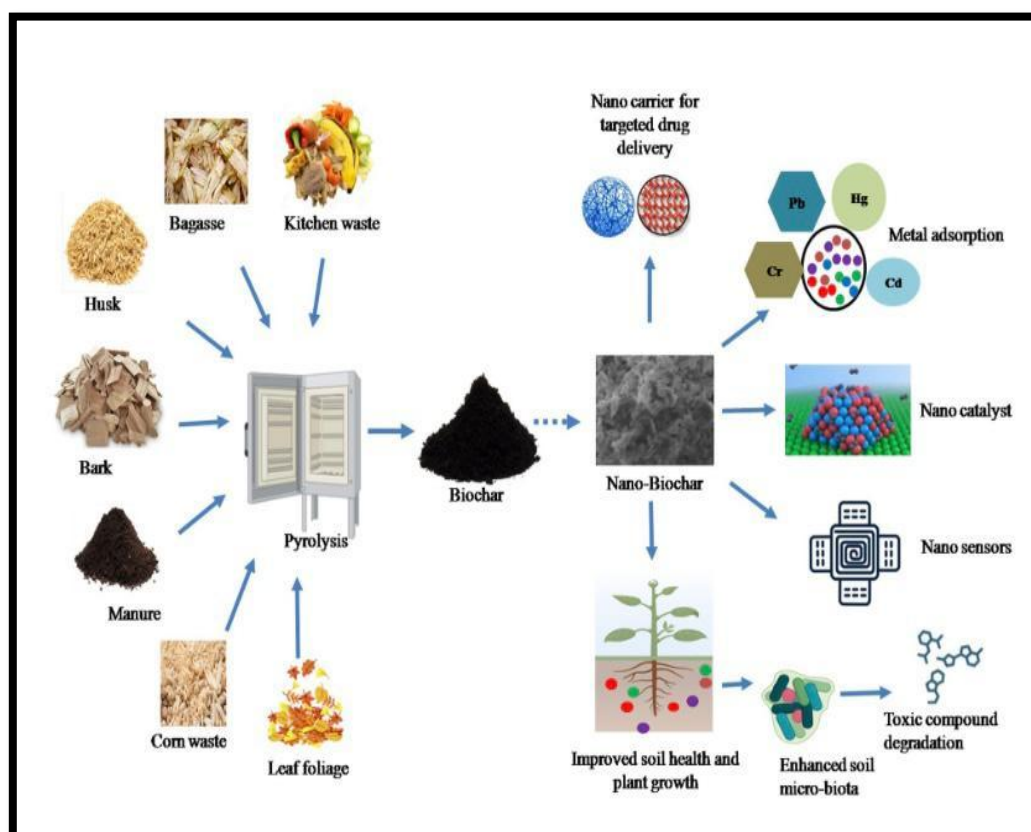 Nano carrier for
targeted drug
delivery
Bagasse
Kitchen waste
Pb
Hg
Metal adsorption
Cr
Cd
Husk
Bark
Biochar
Nano-Biochar
Nano catalyst
Pyrolysis
Manure
Nano sensors
Corn waste
Leaf foliage
Improved soil health and
plant growth
Enhanced soil
micro-biota
Toxic compound
degradation